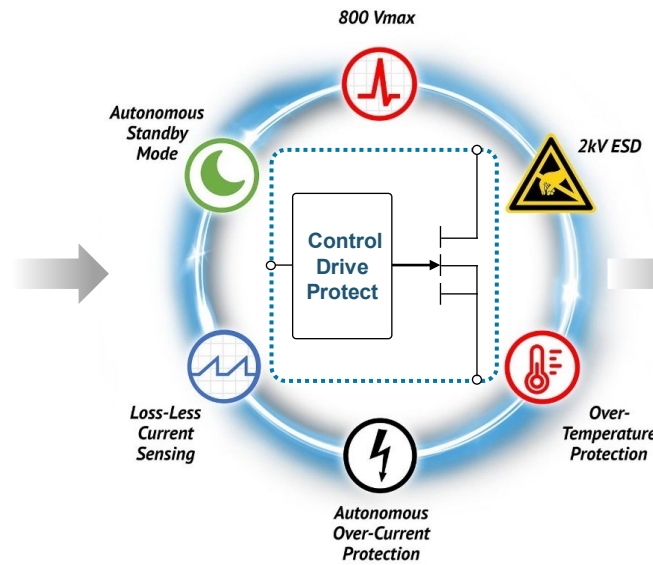 800 Vmax
Autonomous
Standby
Mode
2kV ESD
Control
Drive
Protect
Loss-Less
Current
Sensing
Over-
Temperature
Protection
Autonomous
Over-Current
Protection